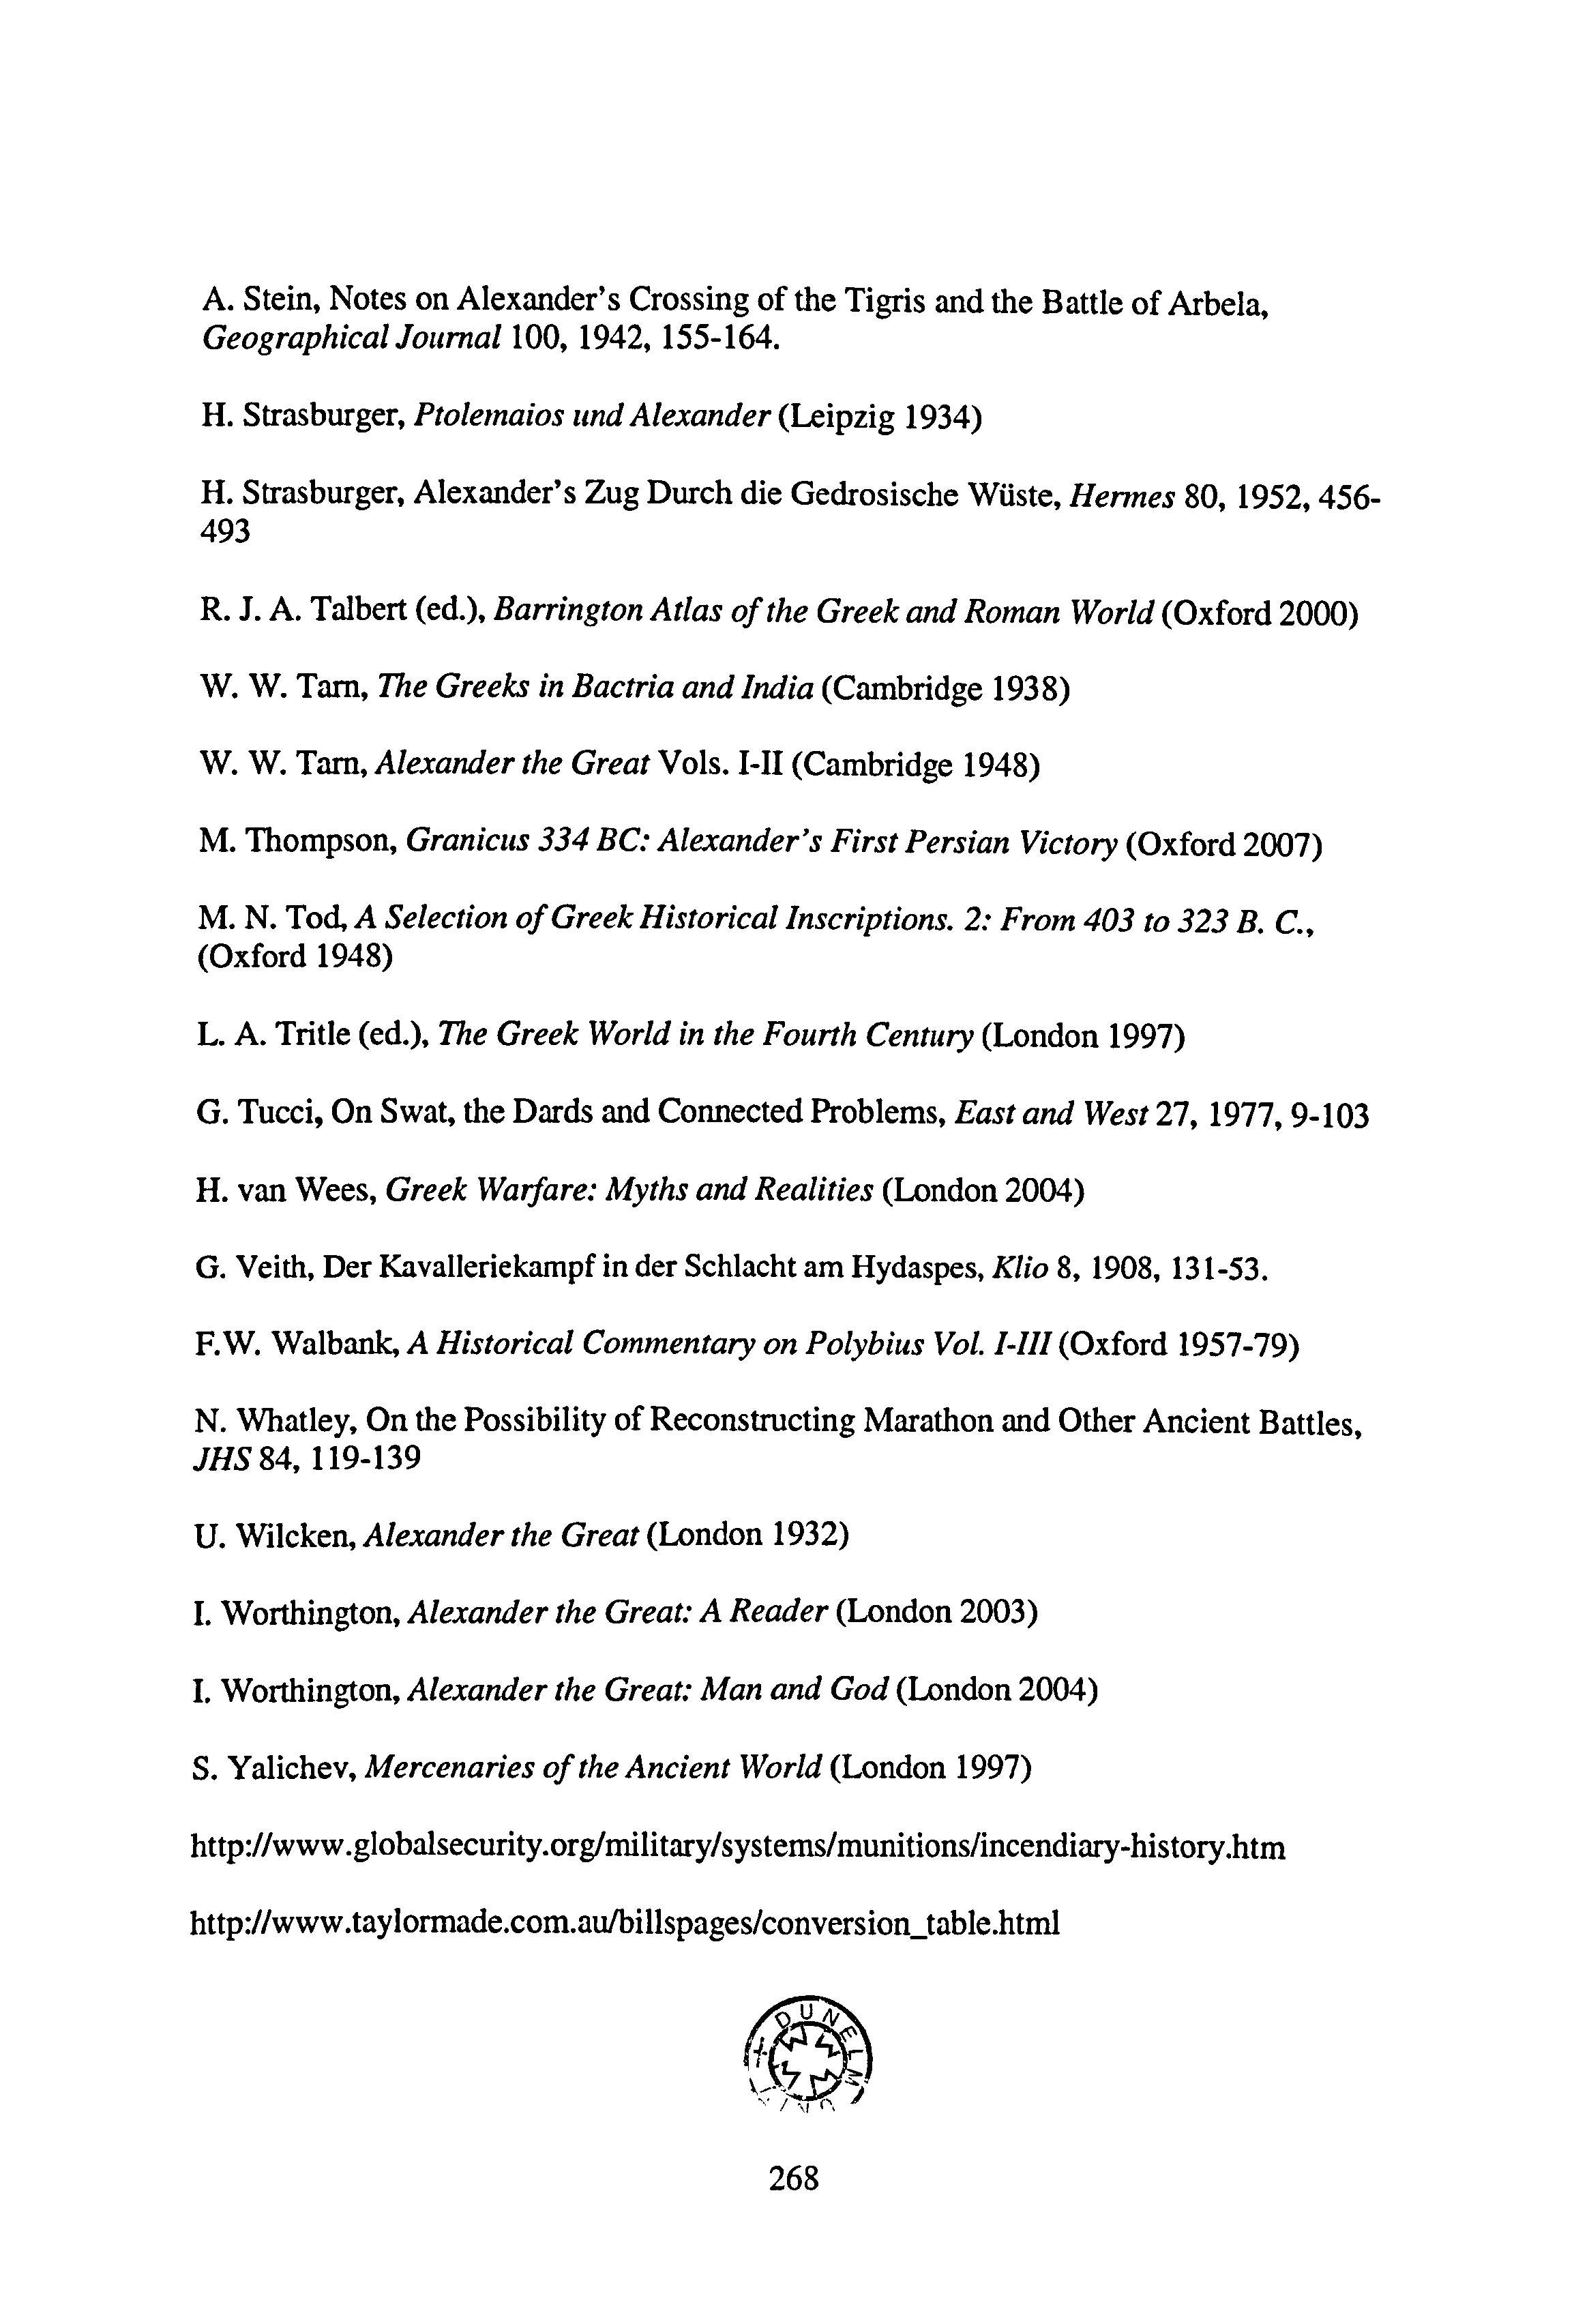 A. Stein, Notes on Alexander's Crossing of the Tigris and the Battle of Arbela,
Geographical Journal 100, 1942, 155-164.
H. Strasburger, Ptolemaios und Alexander (Leipzig 1934)
H. Strasburger, Alexander's Zug Durch die Gedrosische Wüste, Hermes 80, 1952, 456-
493
R. J. A. Talbert (ed.), Barrington Atlas of the Greek and Roman World (Oxford 2000)
W. W. Tarn, The Greeks in Bactria and India (Cambridge 1938)
W. W. Tarn, Alexander the Great Vols. I-II (Cambridge 1948)
M. Thompson, Granicus 334 BC: Alexander's First Persian Victory (Oxford 2007)
M. N. Tod, A Selection of Greek Historical Inscriptions. 2: From 403 to 323 B. C.,
(Oxford 1948)
L. A. Tritle (ed.), The Greek World in the Fourth Century (London 1997)
G. Tucci, On Swat, the Dards and Connected Problems, East and West 27, 1977, 9-103
H. van Wees, Greek Warfare: Myths and Realities (London 2004)
G. Veith, Der Kavalleriekampf in der Schlacht am Hydaspes, Klio 8, 1908, 131-53.
F.W. Walbank, A Historical Commentary on Polybius Vol. I-III (Oxford 1957-79)
N. Whatley, On the Possibility of Reconstructing Marathon and Other Ancient Battles,
JHS 84, 119-139
U. Wilcken, Alexander the Great (London 1932)
I. Worthington, Alexander the Great: A Reader (London 2003)
I. Worthington, Alexander the Great: Man and God (London 2004)
S. Yalichev, Mercenaries of the Ancient World (London 1997)
http://www.globalsecurity.org/military/systems/munitions/incendiary-history.htm
http://www.taylormade.com.au/billspages/conversion_table.html
DUNELM
268